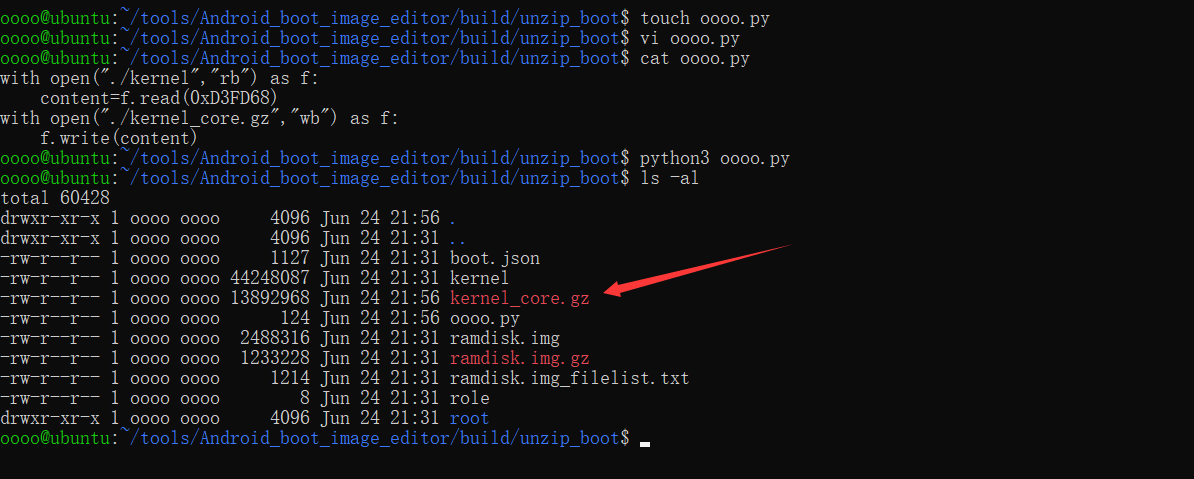 oooo@ubuntu:~/tools/Android_boot_image_editor/build/unzip_boot$ touch oooo.py
oooo@ubuntu:~/tools/Android_boot_image_editor/build/unzip_boot$ vi oooo.py
oooo@ubuntu:~/tools/Android_boot_image_editor/build/unzip_boot$ cat oooo.py
with open("./kernel","rb") as f:
    content=f.read(0xD3FD68)
with open("./kernel_core.gz","wb") as f:
    f.write(content)
oooo@ubuntu:~/tools/Android_boot_image_editor/build/unzip_boot$ python3 oooo.py
oooo@ubuntu:~/tools/Android_boot_image_editor/build/unzip_boot$ ls -al
total 60428
drwxr-xr-x 1 oooo oooo     4096 Jun 24 21:56 .
drwxr-xr-x 1 oooo oooo     4096 Jun 24 21:31 ..
-rw-r--r-- 1 oooo oooo     1127 Jun 24 21:31 boot.json
-rw-r--r-- 1 oooo oooo 44248087 Jun 24 21:31 kernel
-rw-r--r-- 1 oooo oooo 13892968 Jun 24 21:56 kernel_core.gz
-rw-r--r-- 1 oooo oooo      124 Jun 24 21:56 oooo.py
-rw-r--r-- 1 oooo oooo  2488316 Jun 24 21:31 ramdisk.img
-rw-r--r-- 1 oooo oooo  1233228 Jun 24 21:31 ramdisk.img.gz
-rw-r--r-- 1 oooo oooo     1214 Jun 24 21:31 ramdisk.img_filelist.txt
-rw-r--r-- 1 oooo oooo        8 Jun 24 21:31 role
drwxr-xr-x 1 oooo oooo     4096 Jun 24 21:31 root
oooo@ubuntu:~/tools/Android_boot_image_editor/build/unzip_boot$